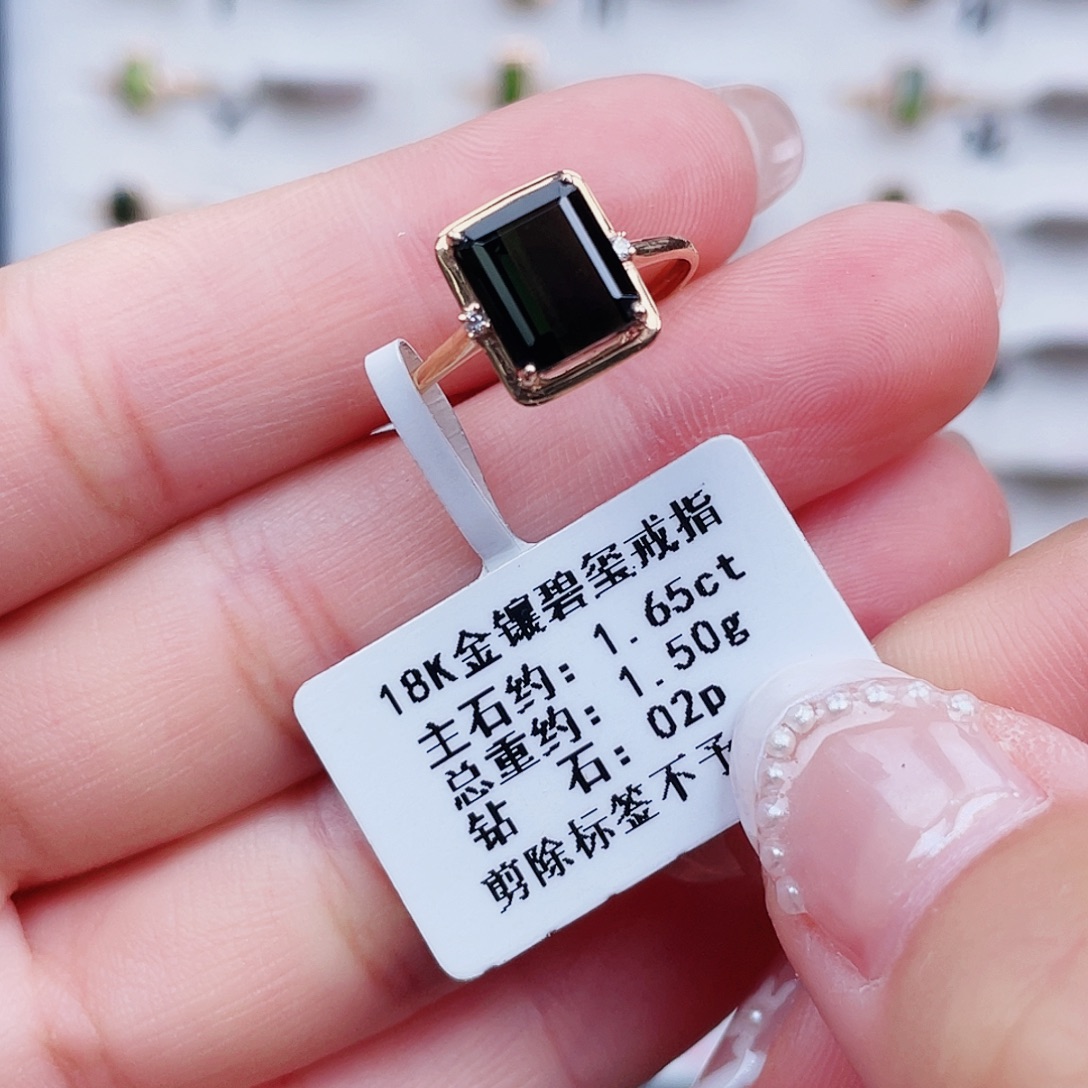 18K金镶碧玺戒指
主石约: 1.65ct
总重约: 1.50g
钻 石: 02p
剪除标签不予